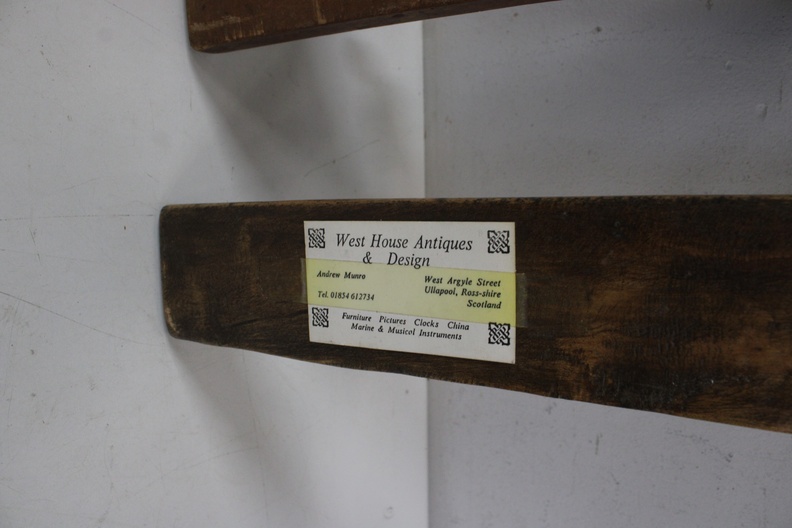 West House Antiques
& Design
Andrew Munro
Tel. 01854 612734
West Argyle Street
Ullapool, Ross-shire
Scotland
Furniture Pictures Clocks China
Marine & Musical Instruments